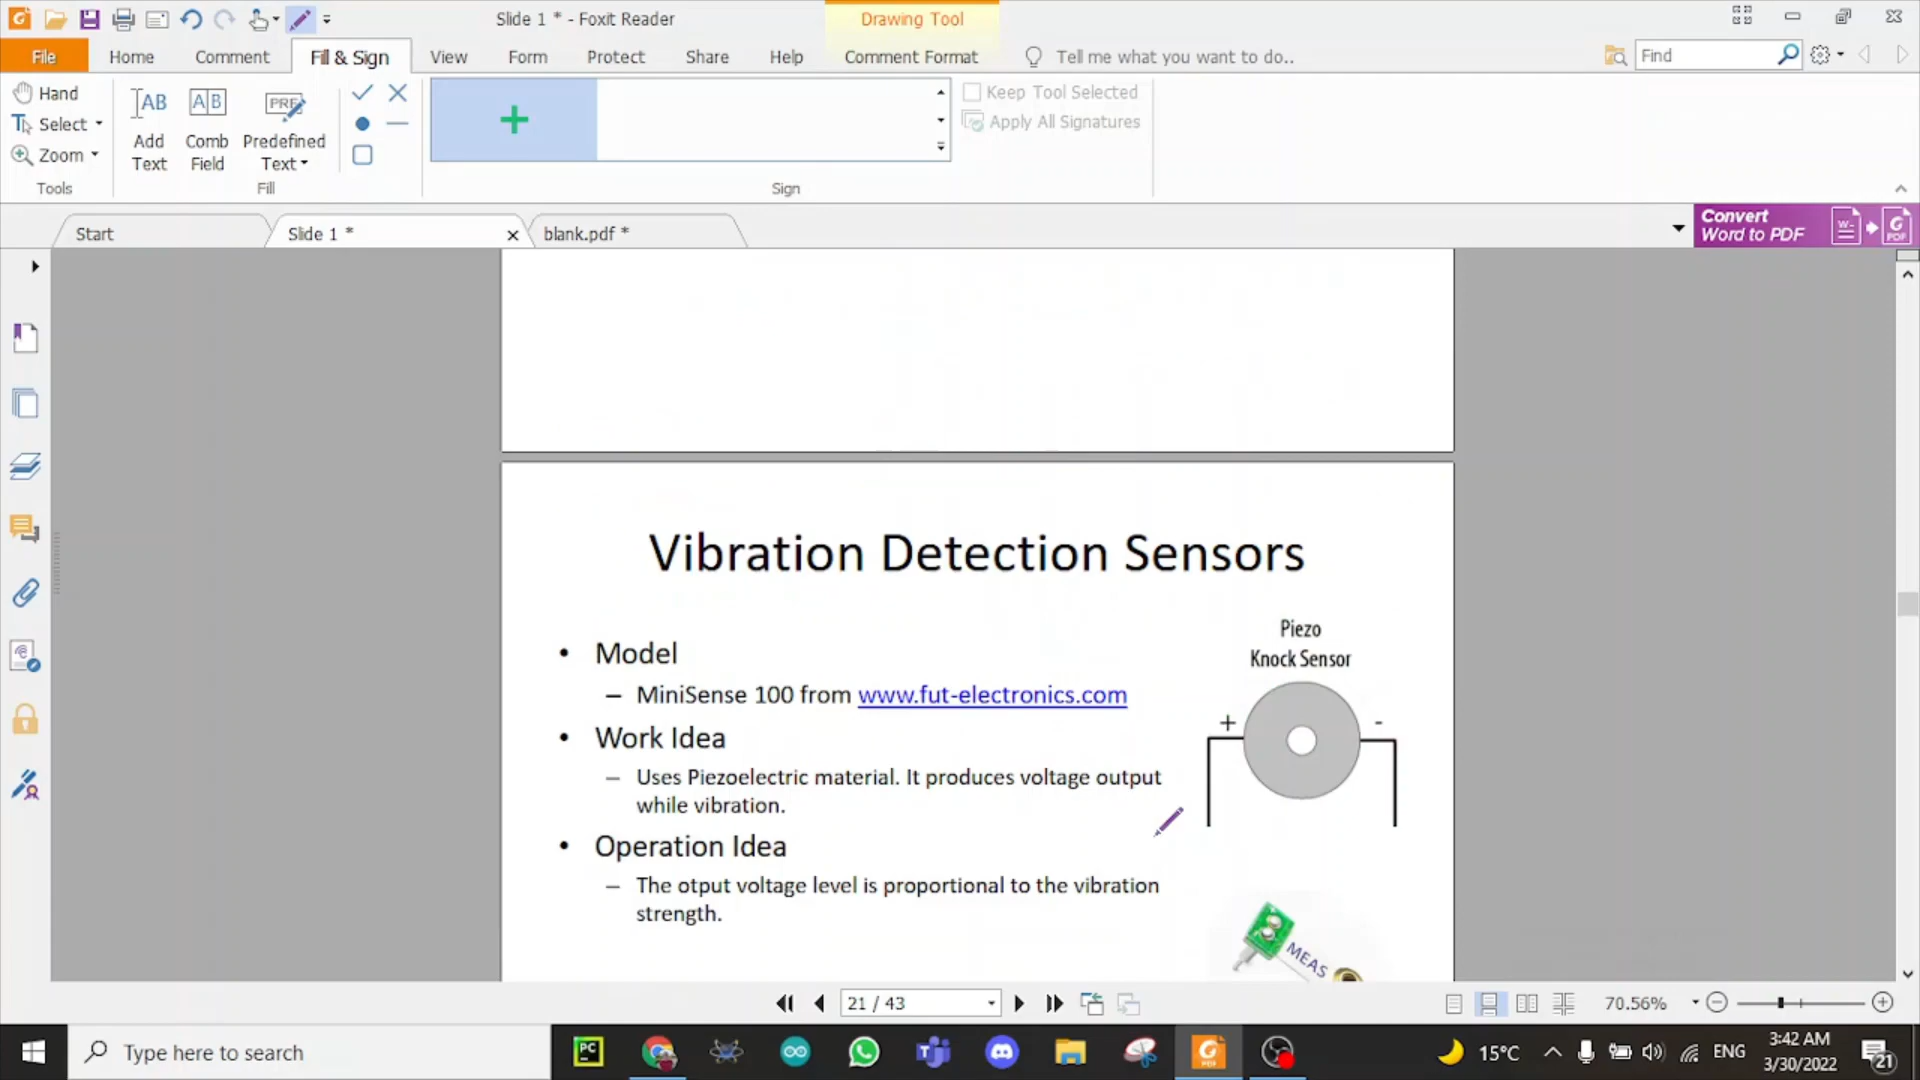 Slide 1 * - Foxit Reader
Drawing Tool
File
Home
Comment
Fill & Sign
View
Form
Protect
Share
Help
Comment Format
Tell me what you want to do..
Find
Hand
Select
Zoom
Tools
AB
Add
Text
AB
Comb
Field
PRE
Predefined
Text
Fill
Keep Tool Selected
Apply All Signatures
Sign
Start
Slide 1 *
blank.pdf *
Convert
Word to PDF
Vibration Detection Sensors
• Model
– MiniSense 100 from www.fut-electronics.com
• Work Idea
– Uses Piezoelectric material. It produces voltage output
while vibration.
• Operation Idea
– The otput voltage level is proportional to the vibration
strength.
Piezo
Knock Sensor
+
-
MEAS
21 / 43
70.56%
Type here to search
PC
15°C
ENG
3:42 AM
3/30/2022
21